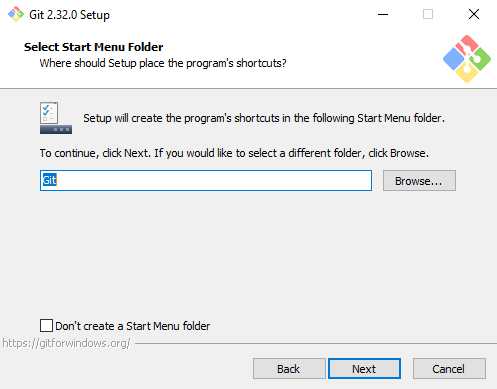 Git 2.32.0 Setup
Select Start Menu Folder
Where should Setup place the program's shortcuts?
Setup will create the program's shortcuts in the following Start Menu folder.
To continue, click Next. If you would like to select a different folder, click Browse.
Git
Browse...
Don't create a Start Menu folder
https://gitforwindows.org/
Back
Next
Cancel